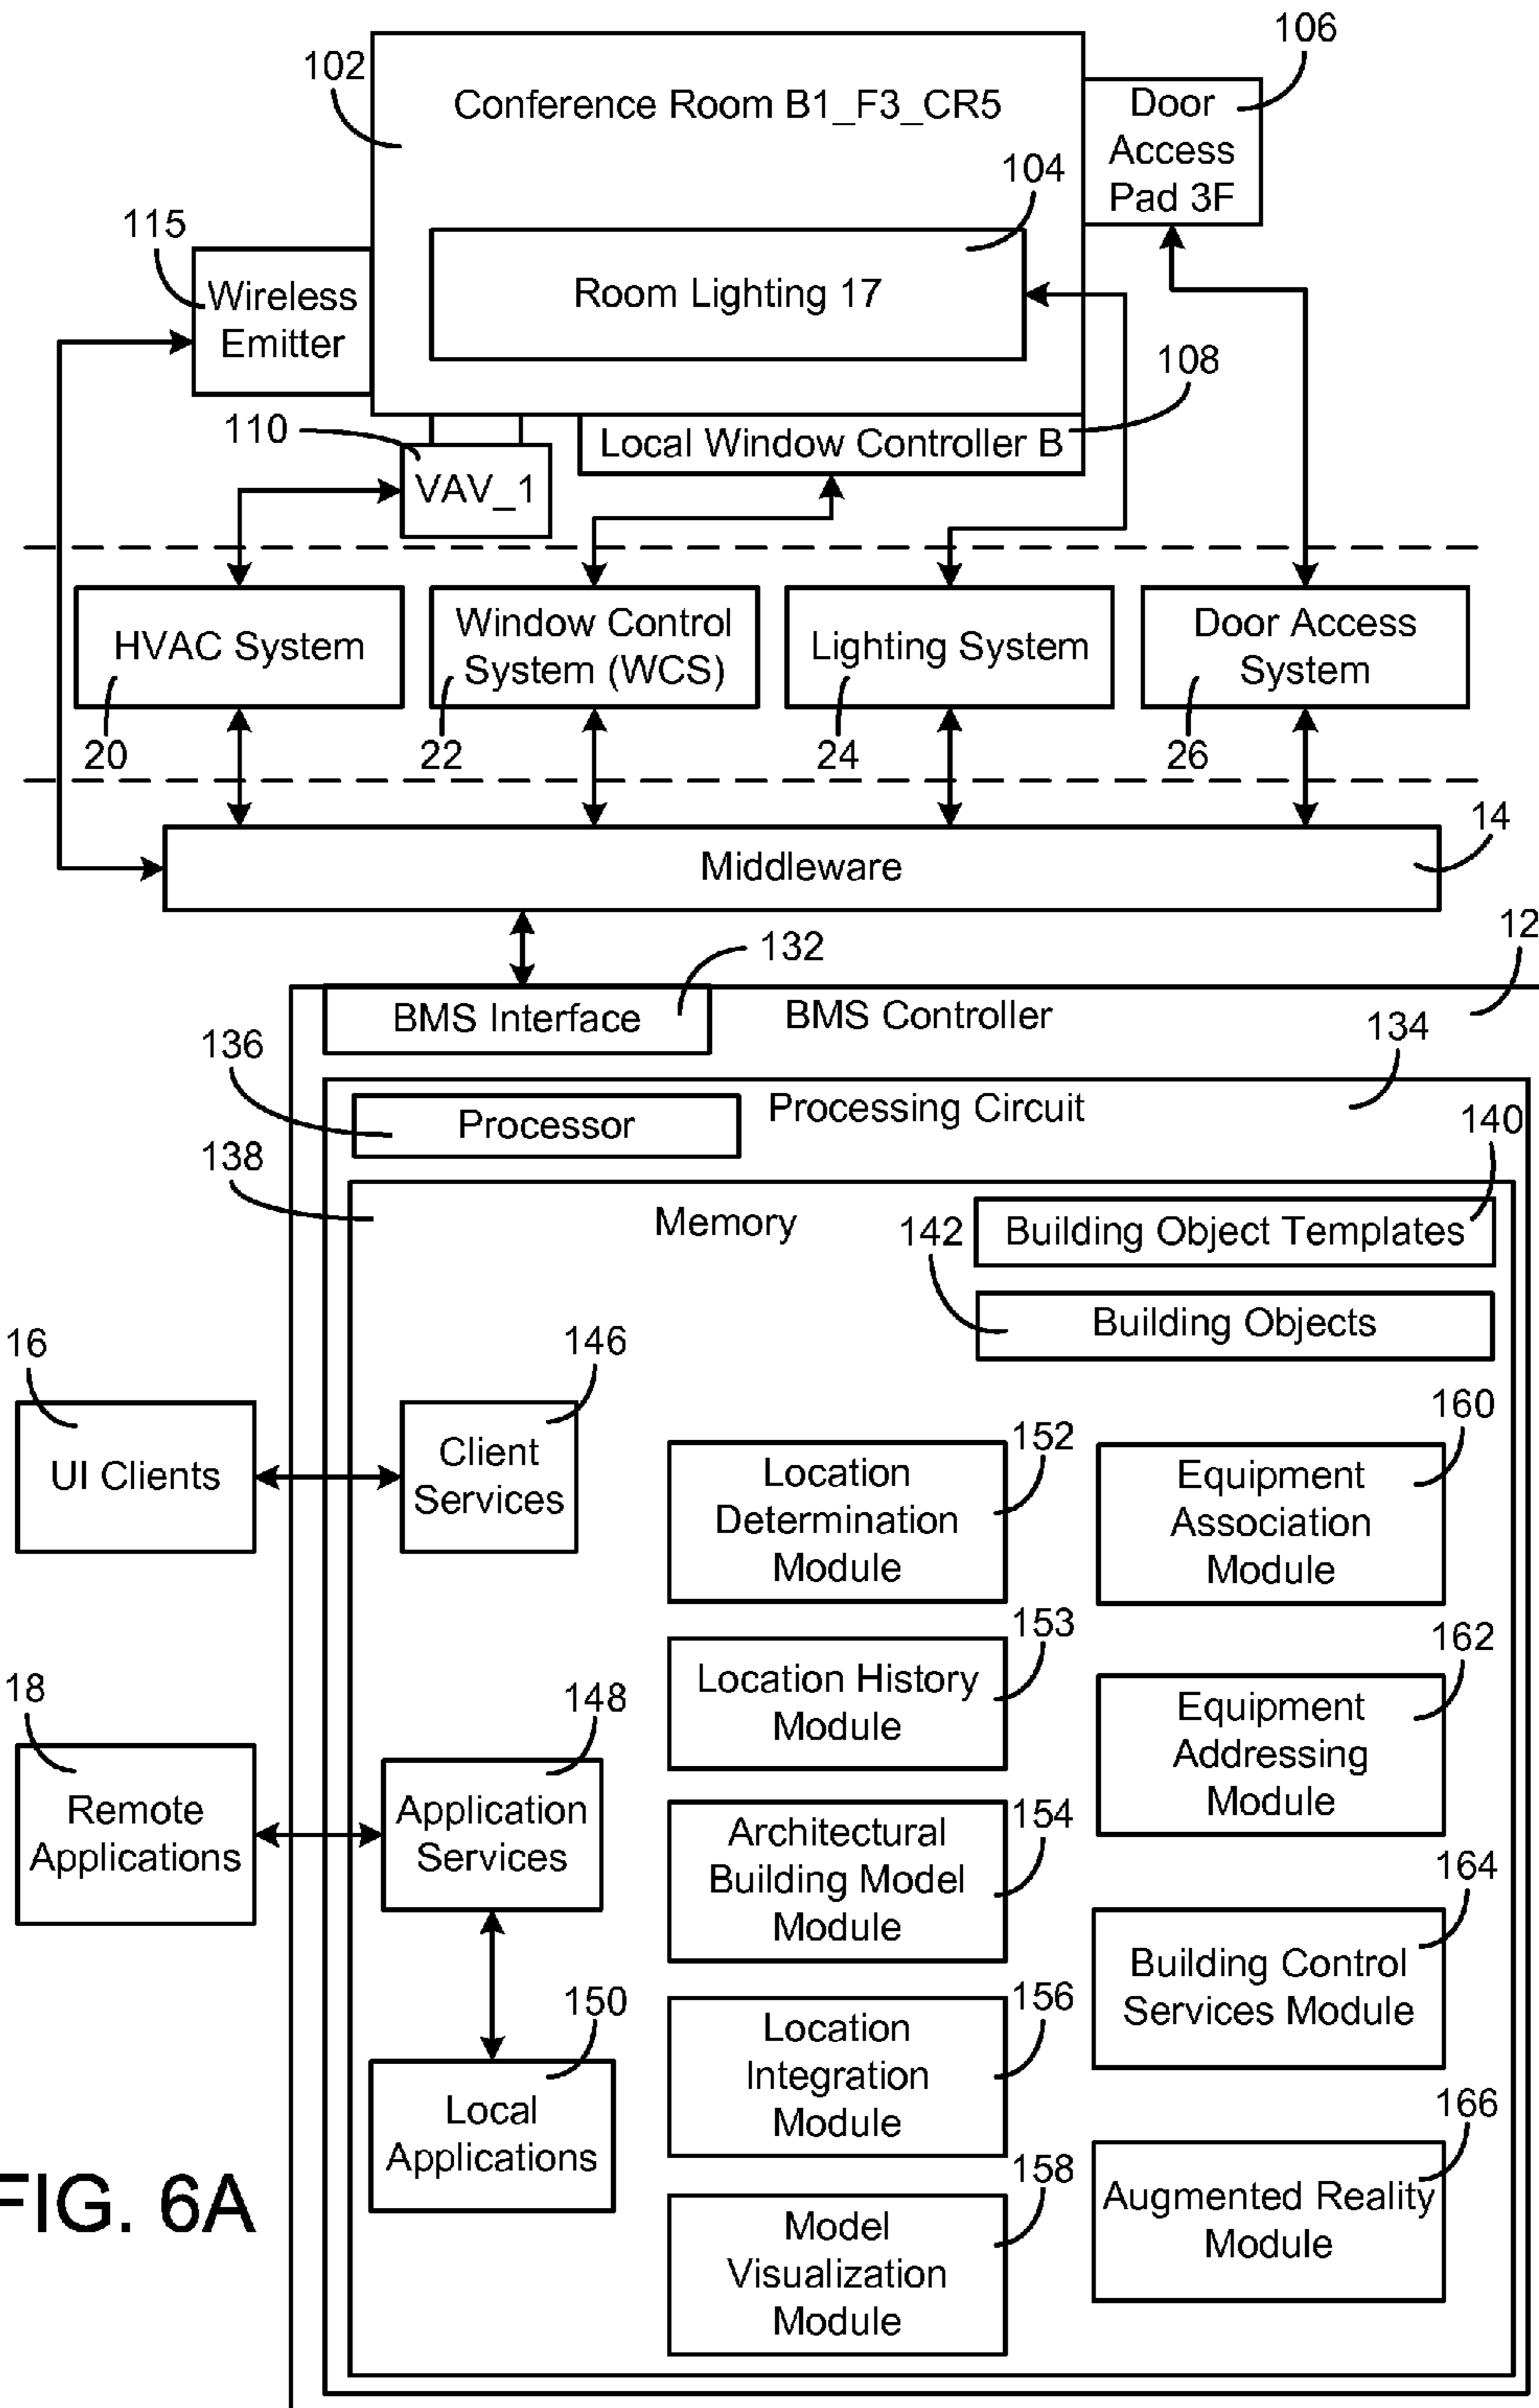 106
102
Conference Room B1_F3_CR5
Door
Access
Pad 3F
104
115
Wireless
Emitter
Room Lighting 17
108
110
Local Window Controller B
VAV_1
HVAC System
Window Control
System (WCS)
Lighting System
Door Access
System
20
22
24
26
14
Middleware
12
132
BMS Interface
BMS Controller
134
136
Processor
Processing Circuit
140
138
Memory
142
Building Object Templates
Building Objects
16
146
UI Clients
Client
Services
152
Location
Determination
Module
160
Equipment
Association
Module
153
Location History
Module
162
Equipment
Addressing
Module
18
148
Remote
Applications
Application
Services
154
Architectural
Building Model
Module
164
Building Control
Services Module
150
Local
Applications
156
Location
Integration
Module
166
Augmented Reality
Module
158
Model
Visualization
Module
FIG. 6A